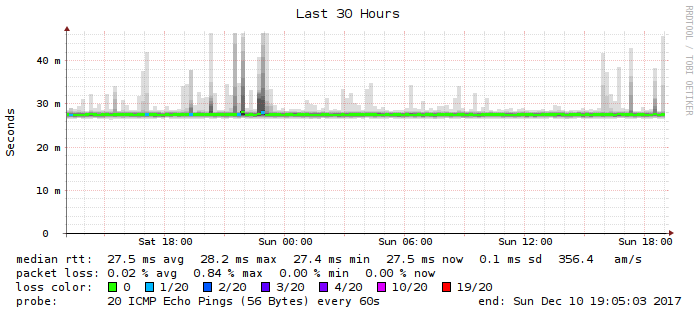 Last 30 Hours
RRDTOOL / TOBI OETIKER
Seconds
40 m
30 m
20 m
10 m
0
Sat 18:00 Sun 00:00 Sun 06:00 Sun 12:00 Sun 18:00
median rtt: 27.5 ms avg 28.2 ms max 27.4 ms min 27.5 ms now 0.1 ms sd 356.4 am/s
packet loss: 0.02 % avg 0.84 % max 0.00 % min 0.00 % now
loss color: 0 1/20 2/20 3/20 4/20 10/20 19/20
probe: 20 ICMP Echo Pings (56 Bytes) every 60s end: Sun Dec 10 19:05:03 2017